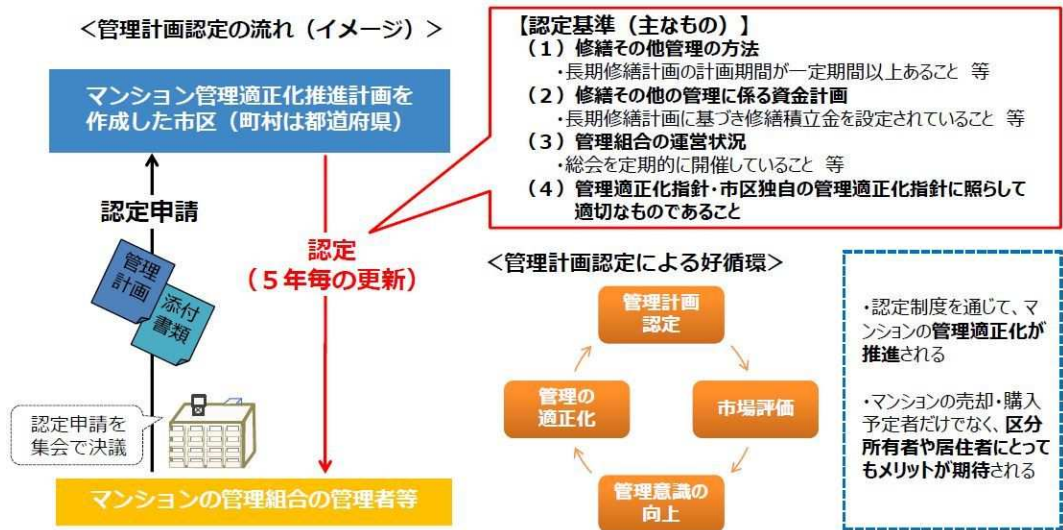 ＜管理計画認定の流れ（イメージ）＞
マンション管理適正化推進計画を
作成した市区（町村は都道府県）
認定申請
管理
計画
添付
書類
認定申請を
集会で決議
マンションの管理組合の管理者等
認定
（５年毎の更新）
【認定基準（主なもの）】
（１）修繕その他管理の方法
・長期修繕計画の計画期間が一定期間以上あること 等
（２）修繕その他の管理に係る資金計画
・長期修繕計画に基づき修繕積立金を設定されていること 等
（３）管理組合の運営状況
・総会を定期的に開催していること 等
（４）管理適正化指針・市区独自の管理適正化指針に照らして
適切なものであること
＜管理計画認定による好循環＞
管理計画
認定
市場評価
管理意識の
向上
管理の
適正化
・認定制度を通じて、マ
ンションの管理適正化が
推進される
・マンションの売却・購入
予定者だけでなく、区分
所有者や居住者にとって
もメリットが期待される